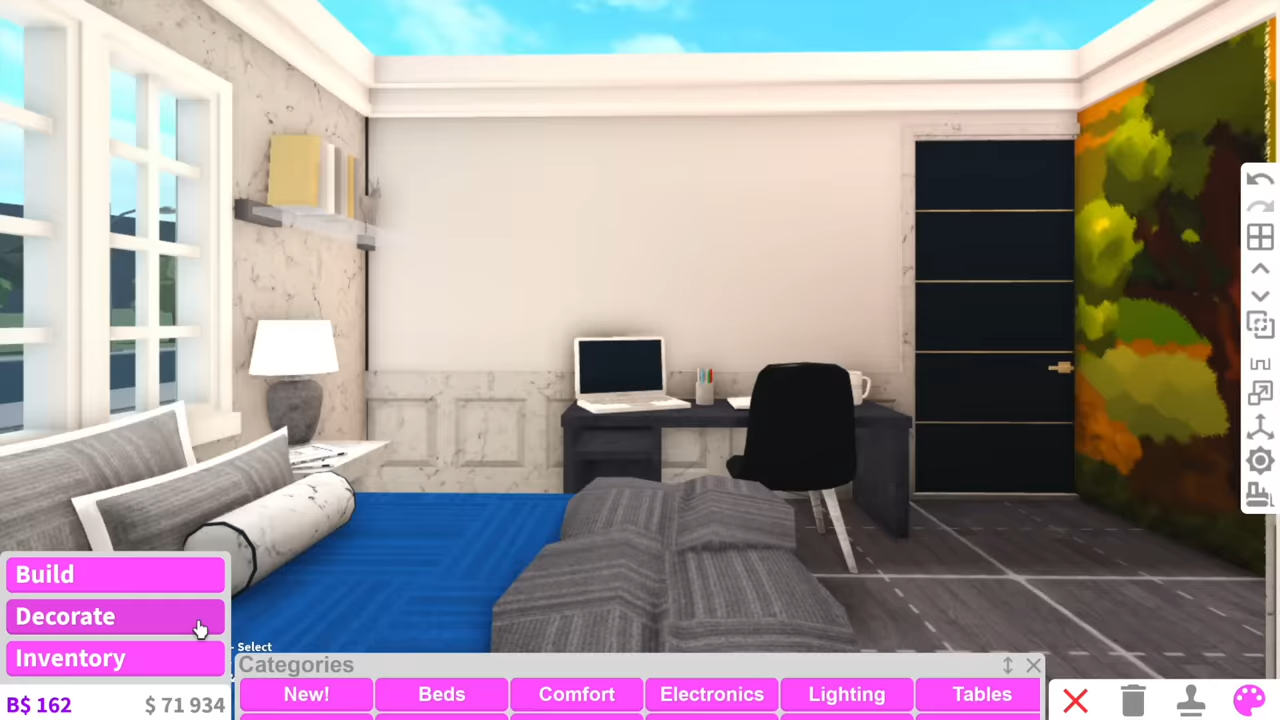 Build
Decorate
Inventory
B$ 162
$ 71 934
- Select
Categories
New!
Beds
Comfort
Electronics
Lighting
Tables